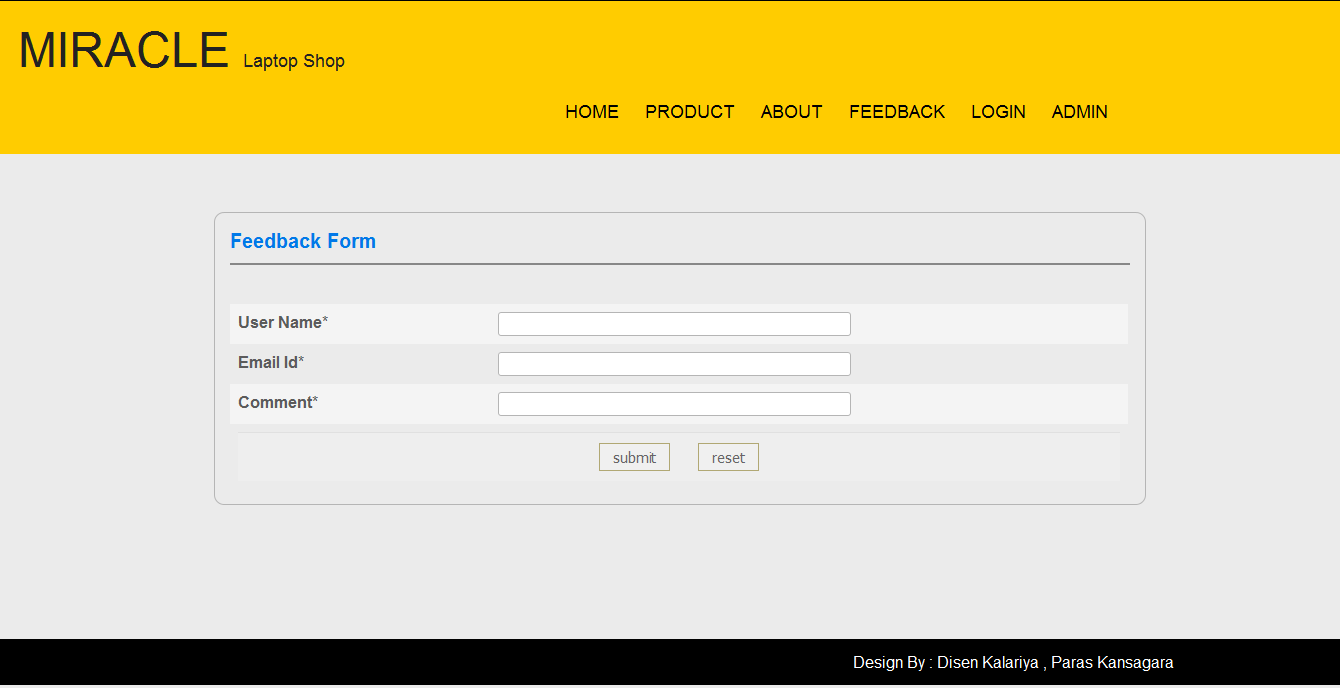 MIRACLE Laptop Shop
HOME PRODUCT ABOUT FEEDBACK LOGIN ADMIN
Feedback Form
User Name*
Email Id*
Comment*
submit reset
Design By : Disen Kalariya , Paras Kansagara